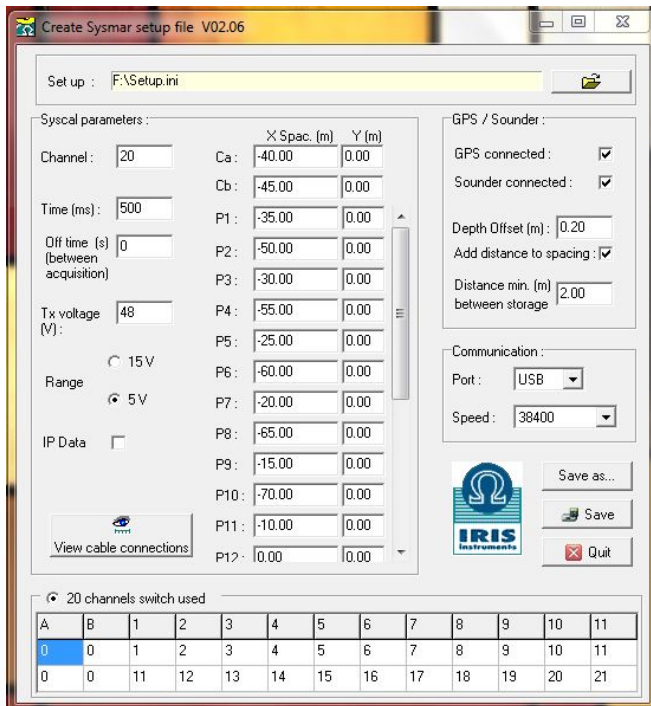 Create Sysmar setup file V02.06
Set up : F:\Setup.ini
Syscal parameters :
X Spac. (m) Y (m)
Channel : 20
Ca : -40.00 0.00
Cb : -45.00 0.00
Time (ms) : 500
P1 : -35.00 0.00
Off time (s) 0
(between
acquisition)
P2 : -50.00 0.00
P3 : -30.00 0.00
Tx voltage 48
(V) :
P4 : -55.00 0.00
P5 : -25.00 0.00
Range
15 V
5 V
P6 : -60.00 0.00
P7 : -20.00 0.00
IP Data
P8 : -65.00 0.00
P9 : -15.00 0.00
P10 : -70.00 0.00
P11 : -10.00 0.00
P12 : 0.00 0.00
View cable connections
GPS / Sounder :
GPS connected :
Sounder connected :
Depth Offset (m) : 0.20
Add distance to spacing :
Distance min. (m) 2.00
between storage
Communication :
Port : USB
Speed : 38400
IRIS
Instruments
Save as...
Save
Quit
20 channels switch used
A B 1 2 3 4 5 6 7 8 9 10 11
0 0 1 2 3 4 5 6 7 8 9 10 11
0 0 11 12 13 14 15 16 17 18 19 20 21